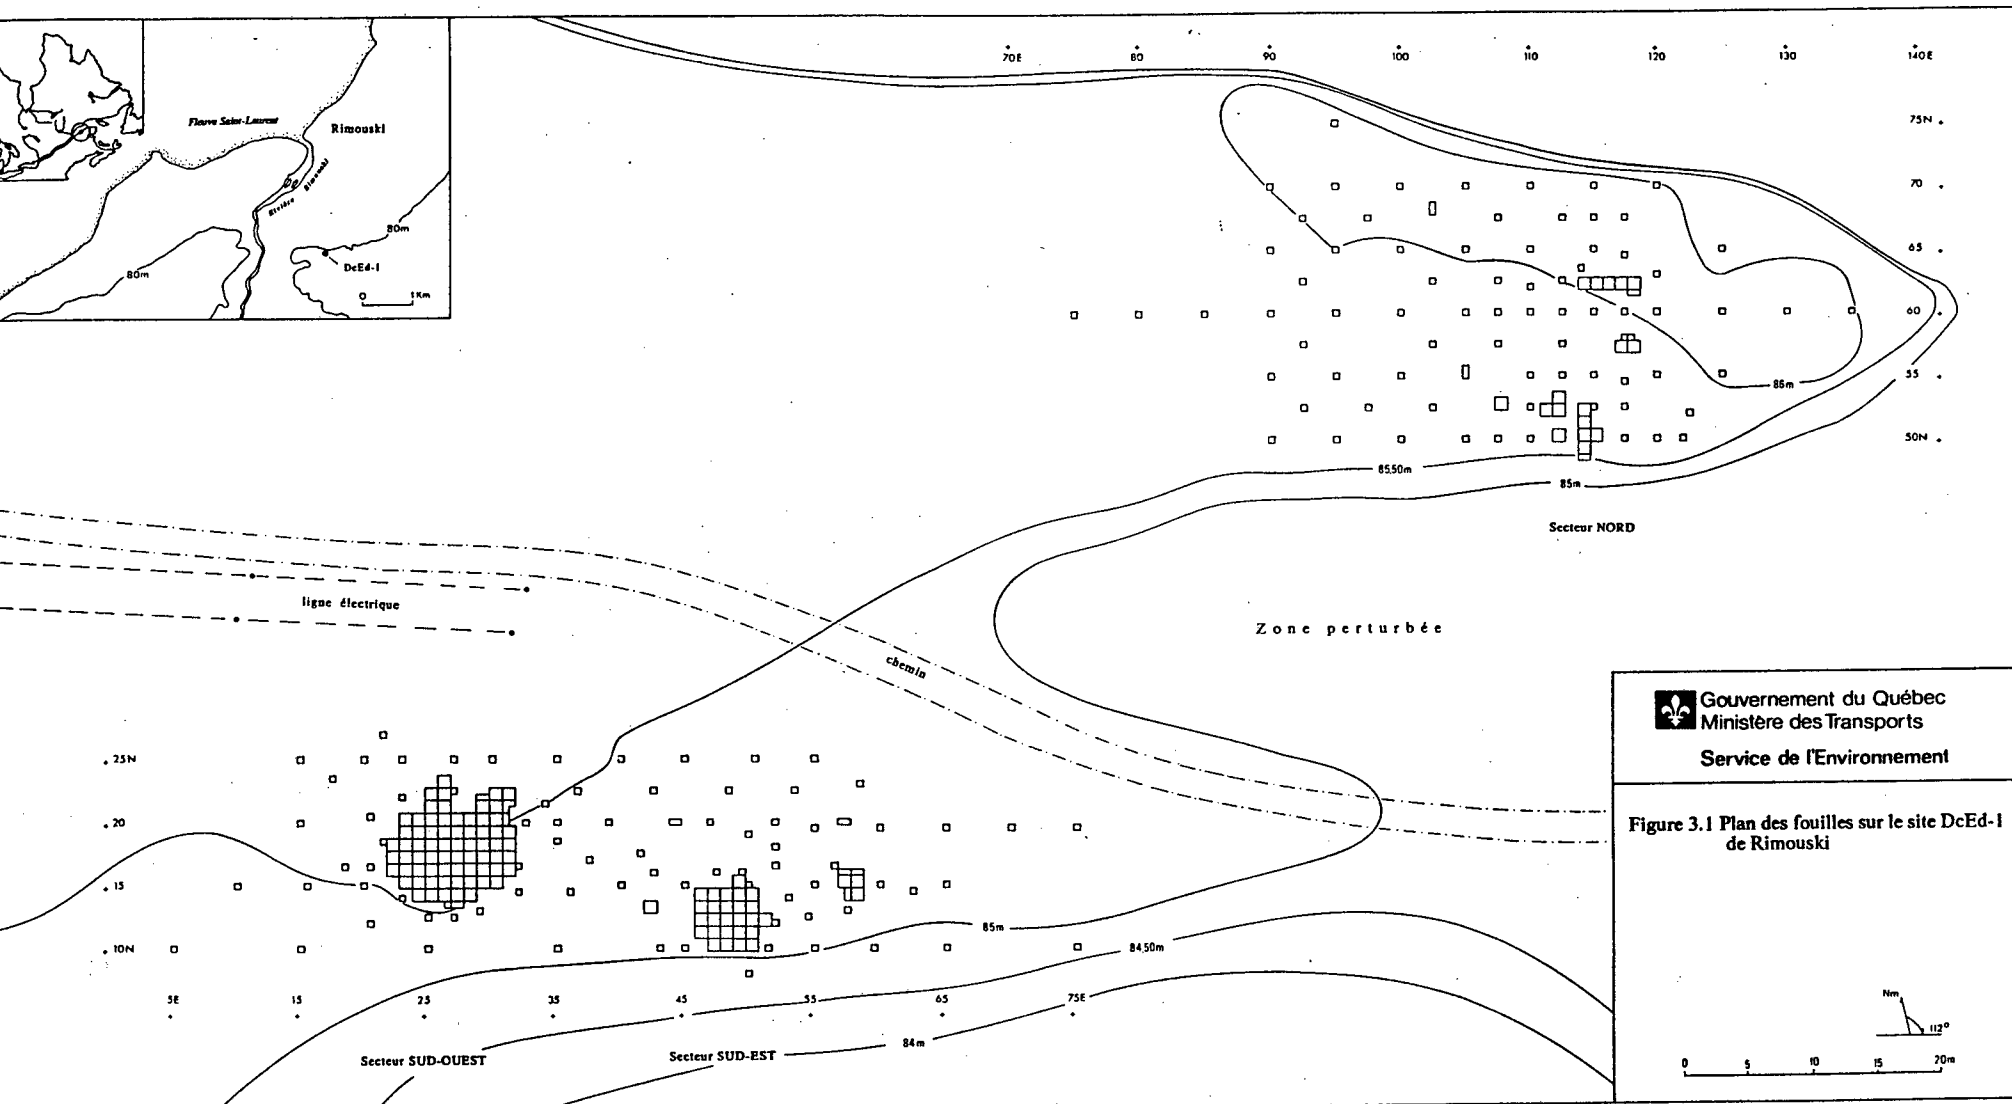 70E 80 90 100 110 120 130 140E
Fleuve Saint-Laurent
Rimouski
Rivière Rimouski
80m
80m
DcEd-1
0 1Km
75N
70
65
60
55
50N
86m
85,50m
85m
Secteur NORD
ligne électrique
chemin
Zone perturbée
25N
20
15
10N
85m
84,50m
84m
5E 15 25 35 45 55 65 75E
Secteur SUD-OUEST
Secteur SUD-EST
Gouvernement du Québec
Ministère des Transports
Service de l'Environnement
Figure 3.1 Plan des fouilles sur le site DcEd-1
de Rimouski
Nm
112°
0 5 10 15 20m